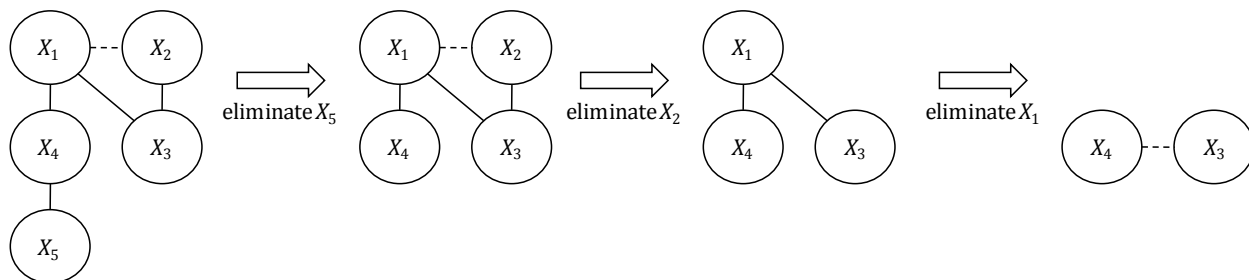 X₁ X₂ X₁ X₂ X₁
eliminate X₅ eliminate X₂ eliminate X₁
X₄ X₃ X₄ X₃ X₄ X₃ X₄ X₃
X₅